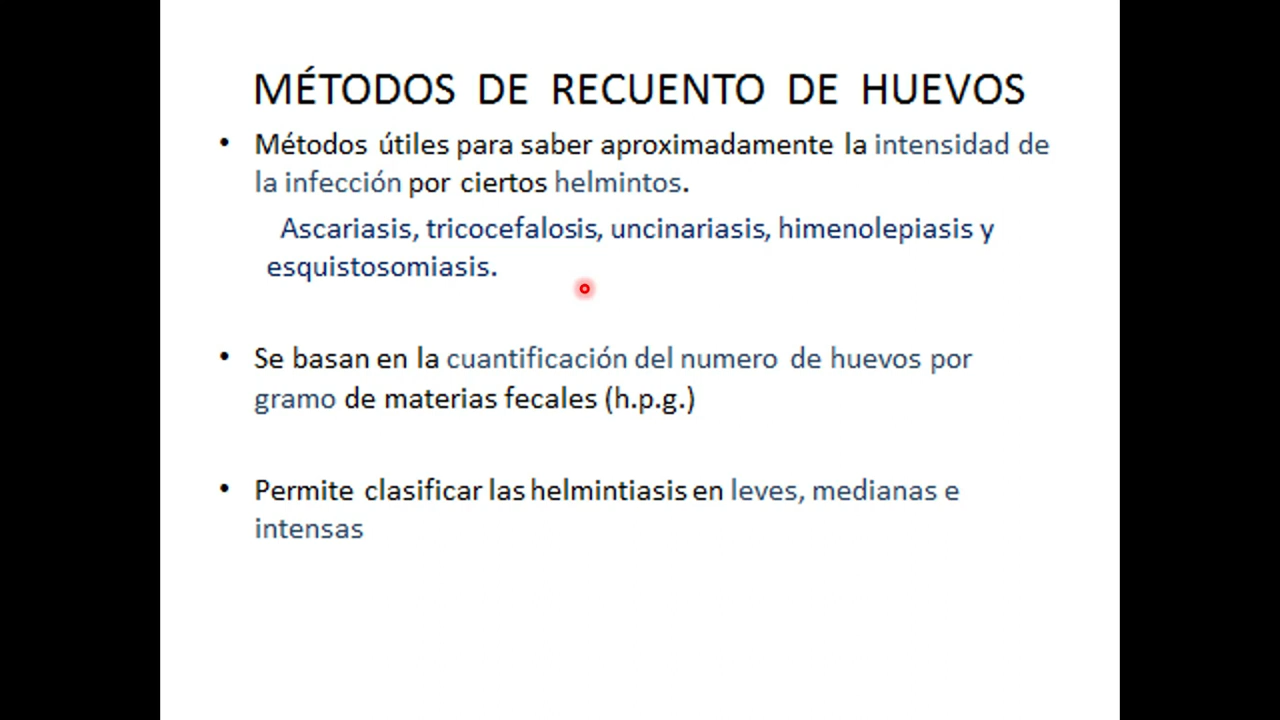 MÉTODOS DE RECUENTO DE HUEVOS
• Métodos útiles para saber aproximadamente la intensidad de
la infección por ciertos helmintos.
Ascariasis, tricocefalosis, uncinariasis, himenolepiasis y
esquistosomiasis.
• Se basan en la cuantificación del numero de huevos por
gramo de materias fecales (h.p.g.)
• Permite clasificar las helmintiasis en leves, medianas e
intensas